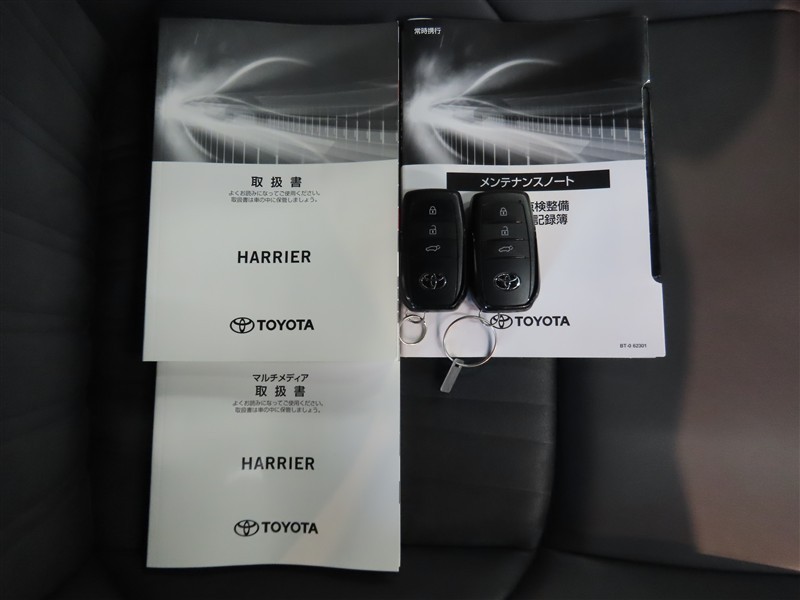 取扱書
よくお読みになってご使用ください。
取扱書は車の中に保管しましょう。
HARRIER
TOYOTA
常時携行
メンテナンスノート
点検整備
記録簿
TOYOTA
BT-0 62301
マルチメディア
取扱書
よくお読みになってご使用ください。
取扱書は車の中に保管しましょう。
HARRIER
TOYOTA